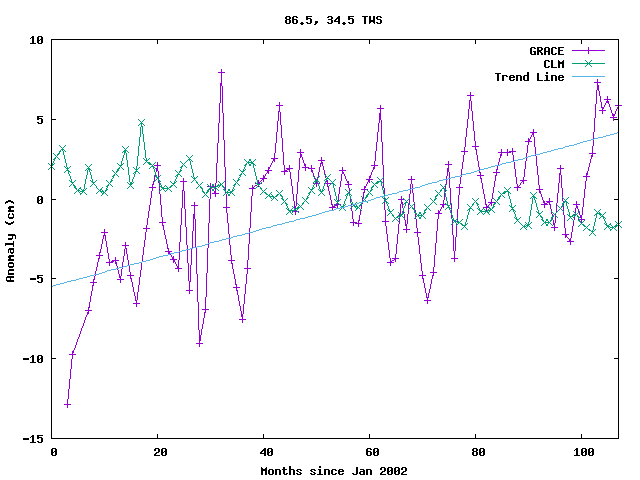 86.5, 34.5 TWS
GRACE
CLM
Trend Line
10
5
0
-5
-10
-15
Anomaly (cm)
0 20 40 60 80 100
Months since Jan 2002